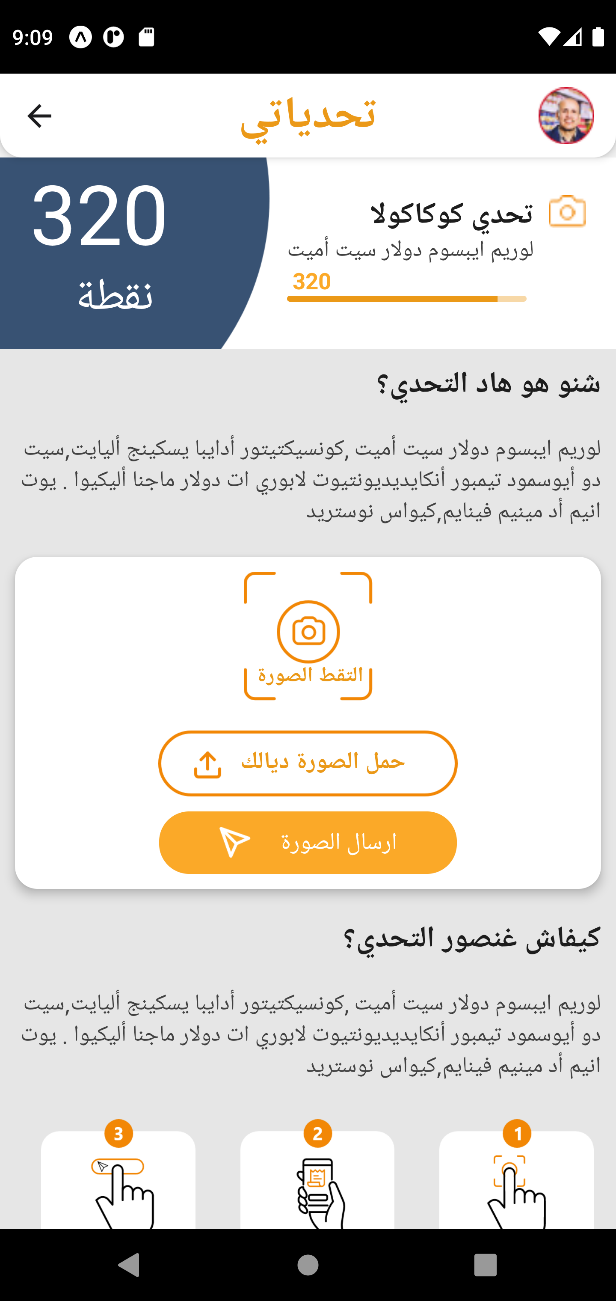 9:09
تحدياتي
تحدي كوكاكولا
لوريم ايبسوم دولار سيت أميت
320
320
نقطة
شنو هو هاد التحدي؟
لوريم ايبسوم دولار سيت أميت ,كونسيكتيتور أدايبا يسكينج أليايت,سيت
دو أيوسمود تيمبور أنكايديديونتيوت لابوري ات دولار ماجنا أليكيوا . يوت
انيم أد مينيم فينايم,كيواس نوستريد
التقط الصورة
حمل الصورة ديالك
ارسال الصورة
كيفاش غنصور التحدي؟
لوريم ايبسوم دولار سيت أميت ,كونسيكتيتور أدايبا يسكينج أليايت,سيت
دو أيوسمود تيمبور أنكايديديونتيوت لابوري ات دولار ماجنا أليكيوا . يوت
انيم أد مينيم فينايم,كيواس نوستريد
1
2
3